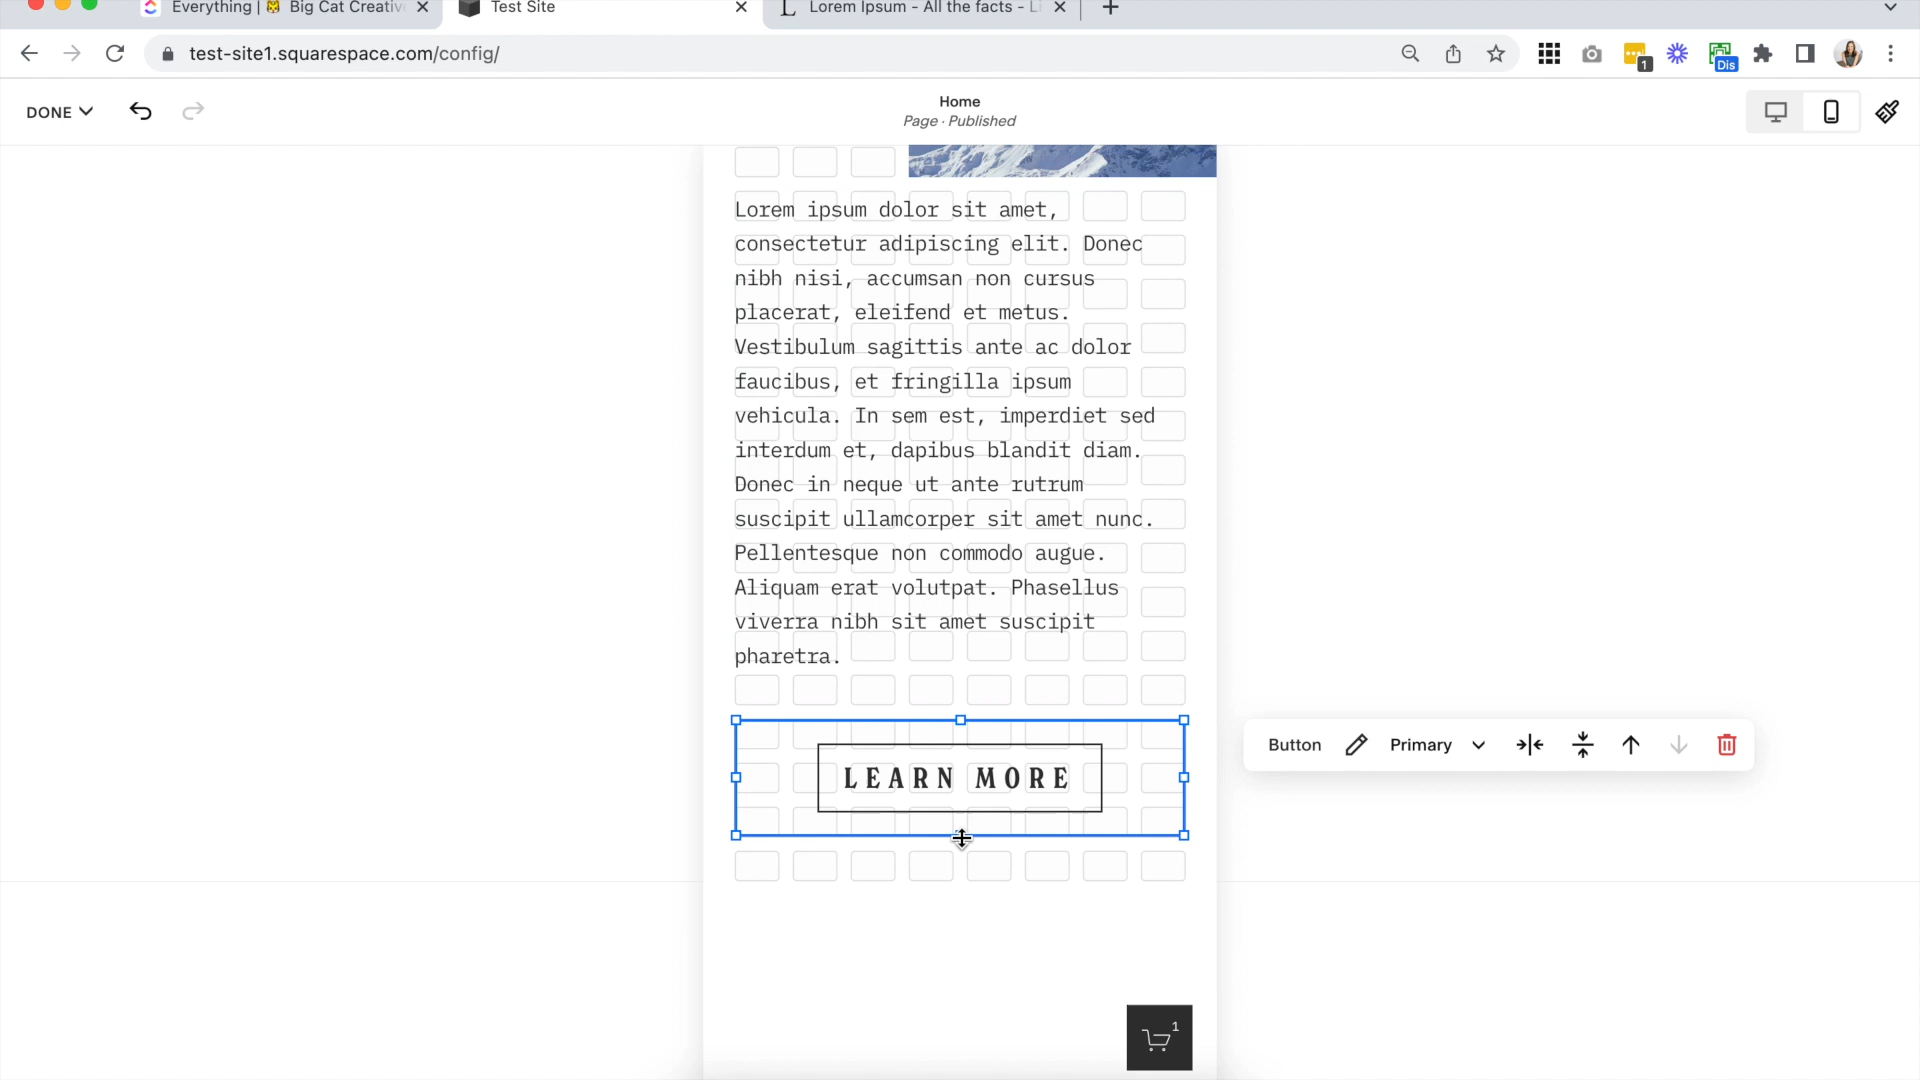 Everything | 🐯 Big Cat Creativ
Test Site
Lorem Ipsum - All the facts - Li
test-site1.squarespace.com/config/
1
Dis
DONE
Home
Page · Published
Lorem ipsum dolor sit amet,
consectetur adipiscing elit. Donec
nibh nisi, accumsan non cursus
placerat, eleifend et metus.
Vestibulum sagittis ante ac dolor
faucibus, et fringilla ipsum
vehicula. In sem est, imperdiet sed
interdum et, dapibus blandit diam.
Donec in neque ut ante rutrum
suscipit ullamcorper sit amet nunc.
Pellentesque non commodo augue.
Aliquam erat volutpat. Phasellus
viverra nibh sit amet suscipit
pharetra.
Button
Primary
LEARN MORE
1